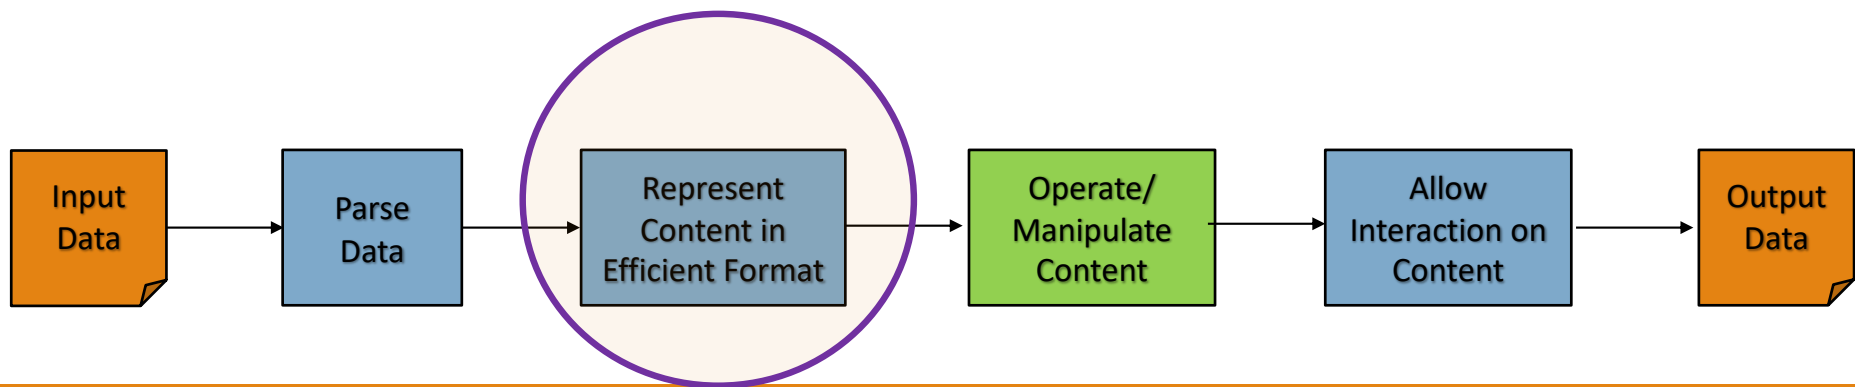 Input
Data
Parse
Data
Represent
Content in
Efficient Format
Operate/
Manipulate
Content
Allow
Interaction on
Content
Output
Data